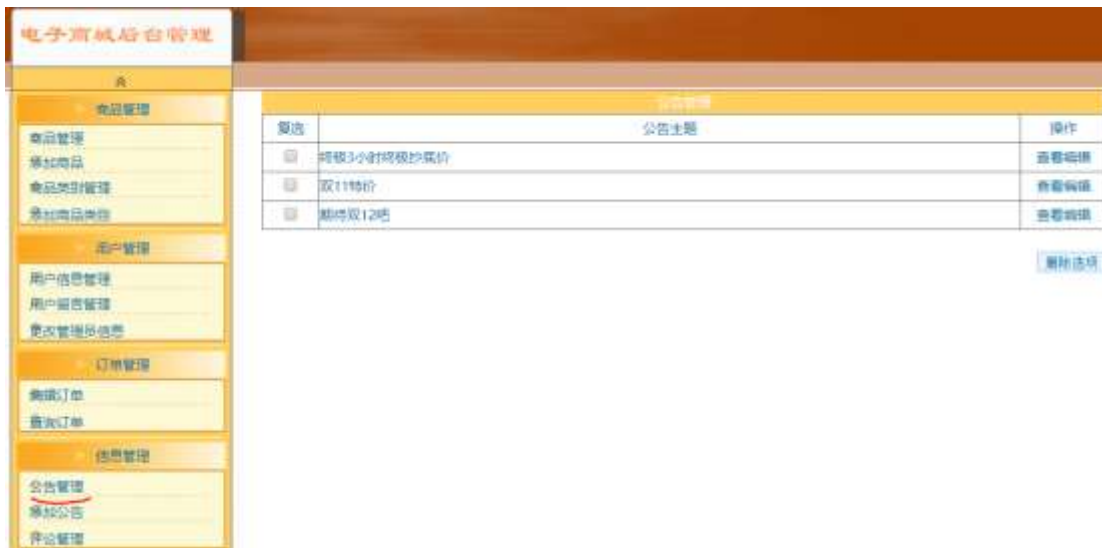 电子商城后台管理
商品管理
商品管理
添加商品
商品类别管理
添加商品类别
用户管理
用户信息管理
用户留言管理
更改管理员信息
订单管理
编辑订单
查询订单
信息管理
公告管理
添加公告
评论管理
公告管理
复选 公告主题 操作
终极3小时终极抄底价 查看编辑
双11特价 查看编辑
双12吧 查看编辑
删除选项